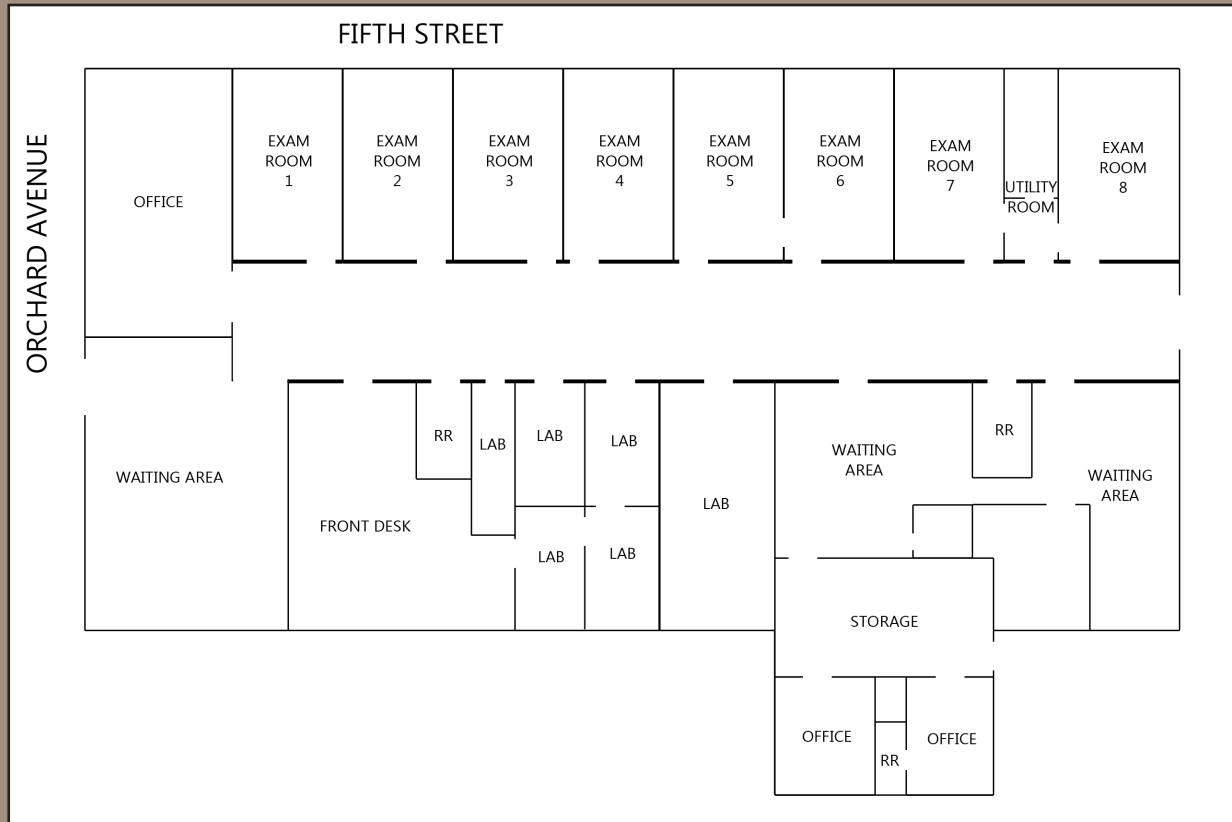 FIFTH STREET
ORCHARD AVENUE
OFFICE
EXAM
ROOM
1
EXAM
ROOM
2
EXAM
ROOM
3
EXAM
ROOM
4
EXAM
ROOM
5
EXAM
ROOM
6
EXAM
ROOM
7
UTILITY
ROOM
EXAM
ROOM
8
WAITING AREA
FRONT DESK
RR
LAB
LAB
LAB
LAB
LAB
LAB
WAITING
AREA
RR
WAITING
AREA
STORAGE
OFFICE
RR
OFFICE